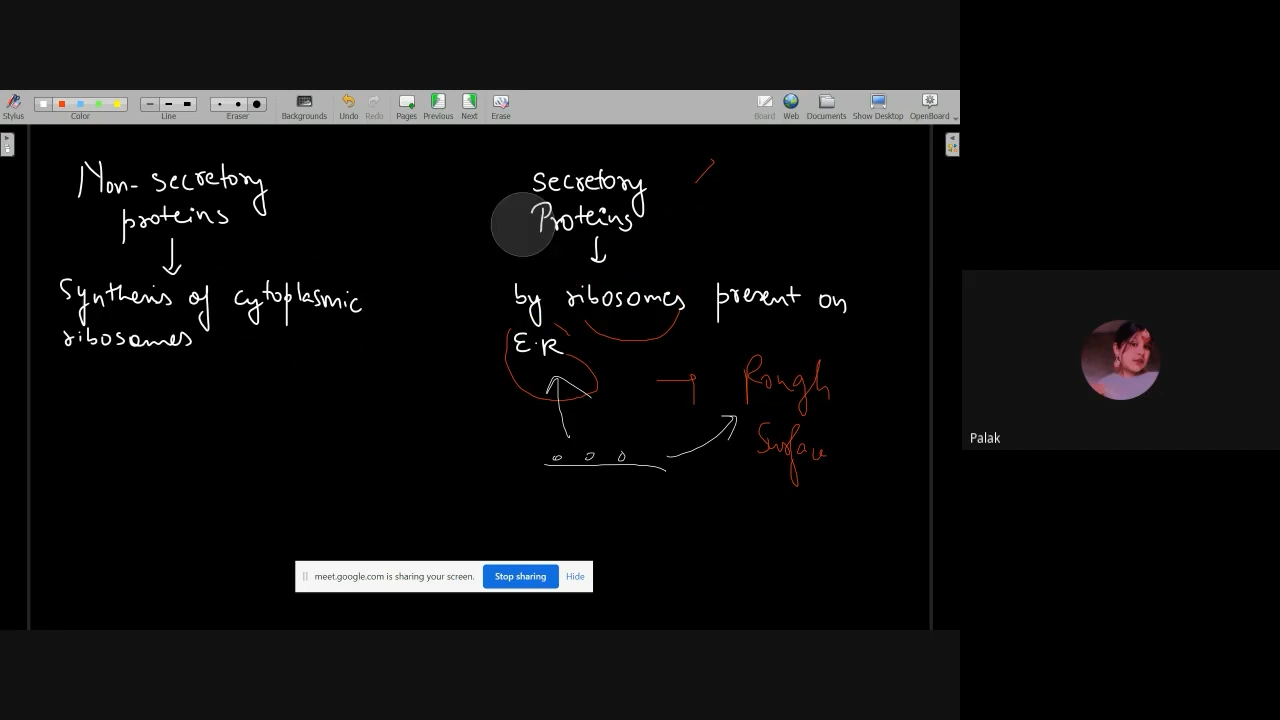 Stylus
Color
Line
Eraser
Backgrounds
Undo
Redo
Pages
Previous
Next
Erase
Board
Web
Documents
Show Desktop
OpenBoard
Non-secretory
proteins
Synthesis of cytoplasmic
ribosomes
Secretory
Proteins
by ribosomes present on
E.R
Rough
Surface
Palak
meet.google.com is sharing your screen.
Stop sharing
Hide